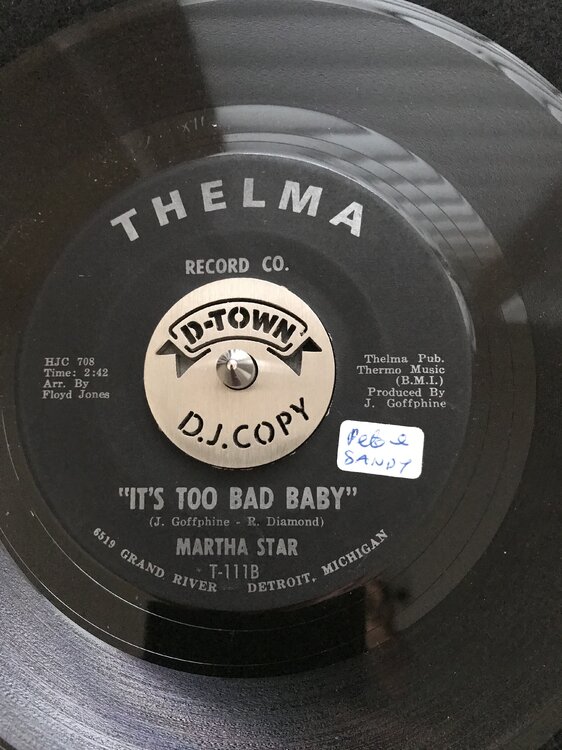 THELMA
RECORD CO.
D-TOWN
D.J. COPY
HJC 708
Time: 2:42
Arr. By
Floyd Jones
Thelma Pub.
Thermo Music
(B.M.I.)
Produced By
J. Goffphine
SANDY
"IT'S TOO BAD BABY"
(J. Goffphine - R. Diamond)
MARTHA STAR
T-111B
6519 GRAND RIVER — DETROIT, MICHIGAN